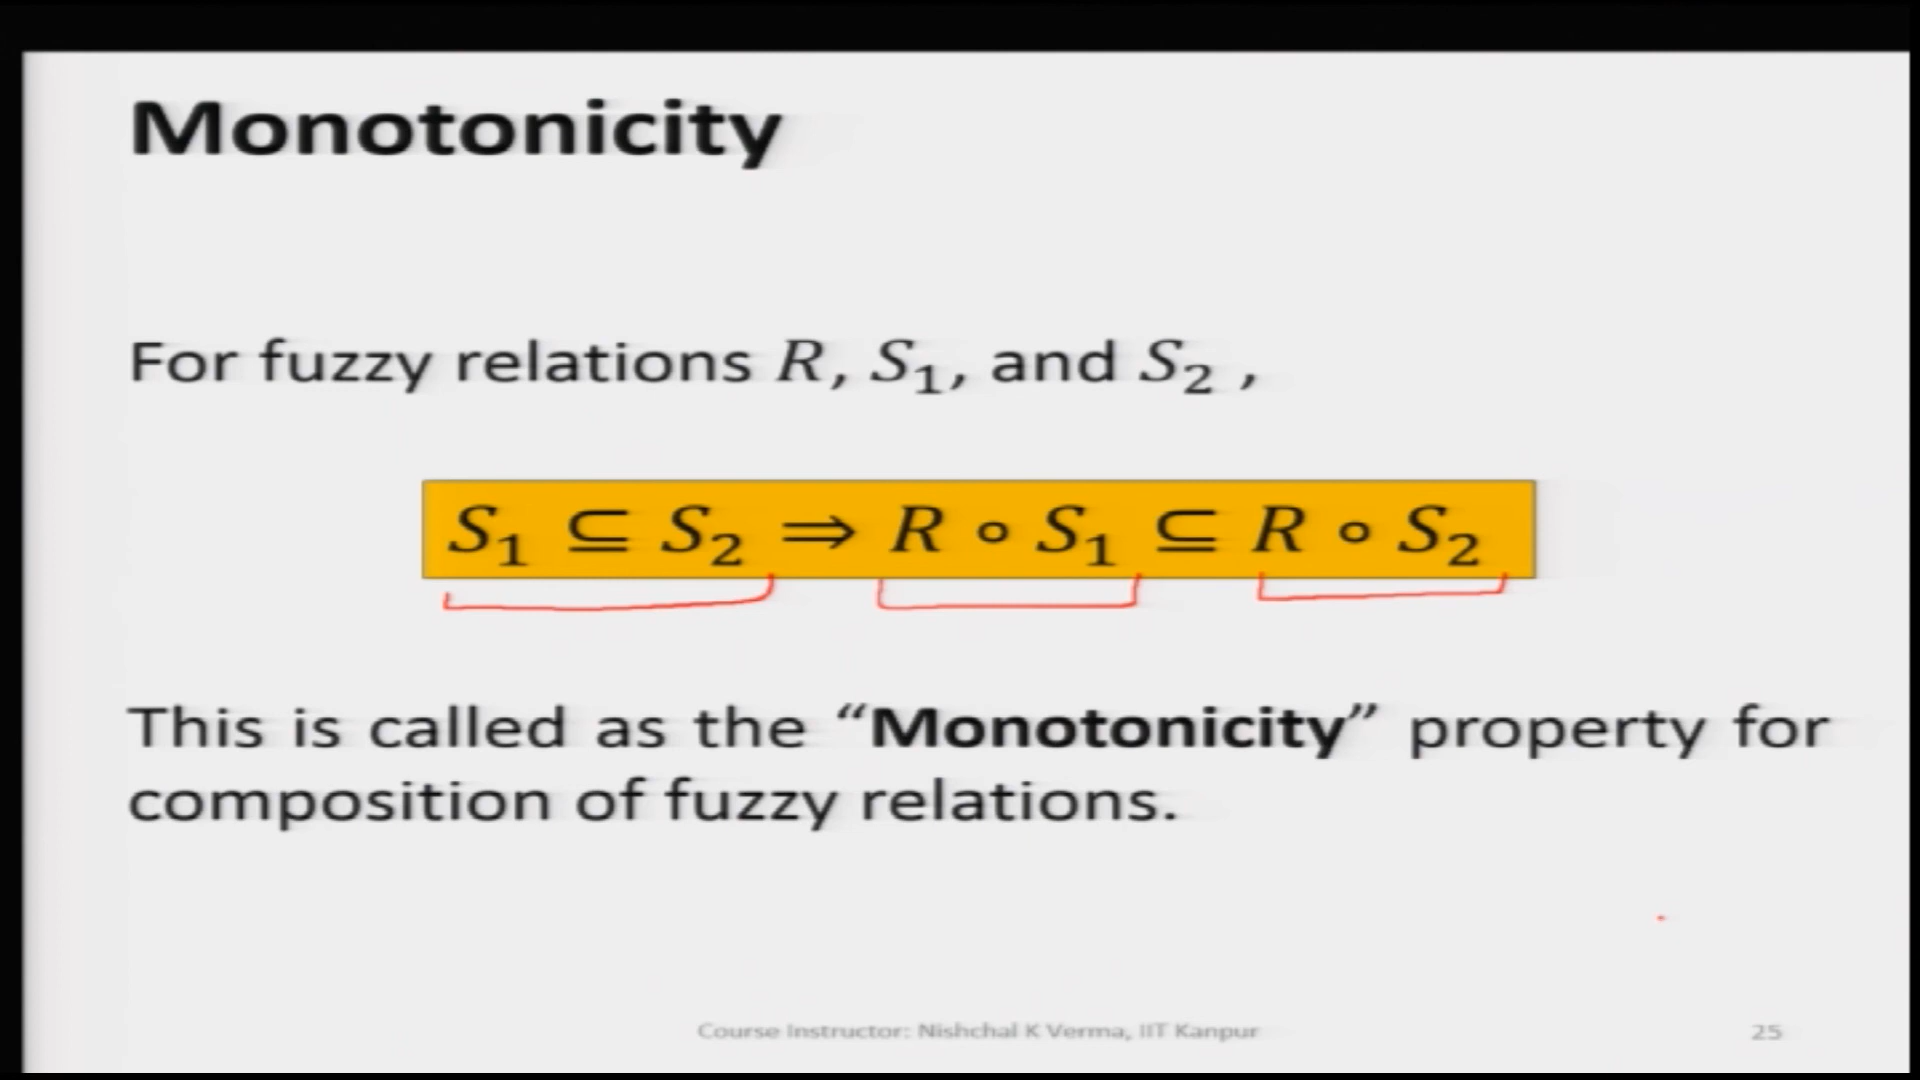 Monotonicity
For fuzzy relations R, S₁, and S₂ ,
S₁ ⊆ S₂ ⇒ R ∘ S₁ ⊆ R ∘ S₂
This is called as the “Monotonicity” property for
composition of fuzzy relations.
Course Instructor: Nishchal K Verma, IIT Kanpur
25